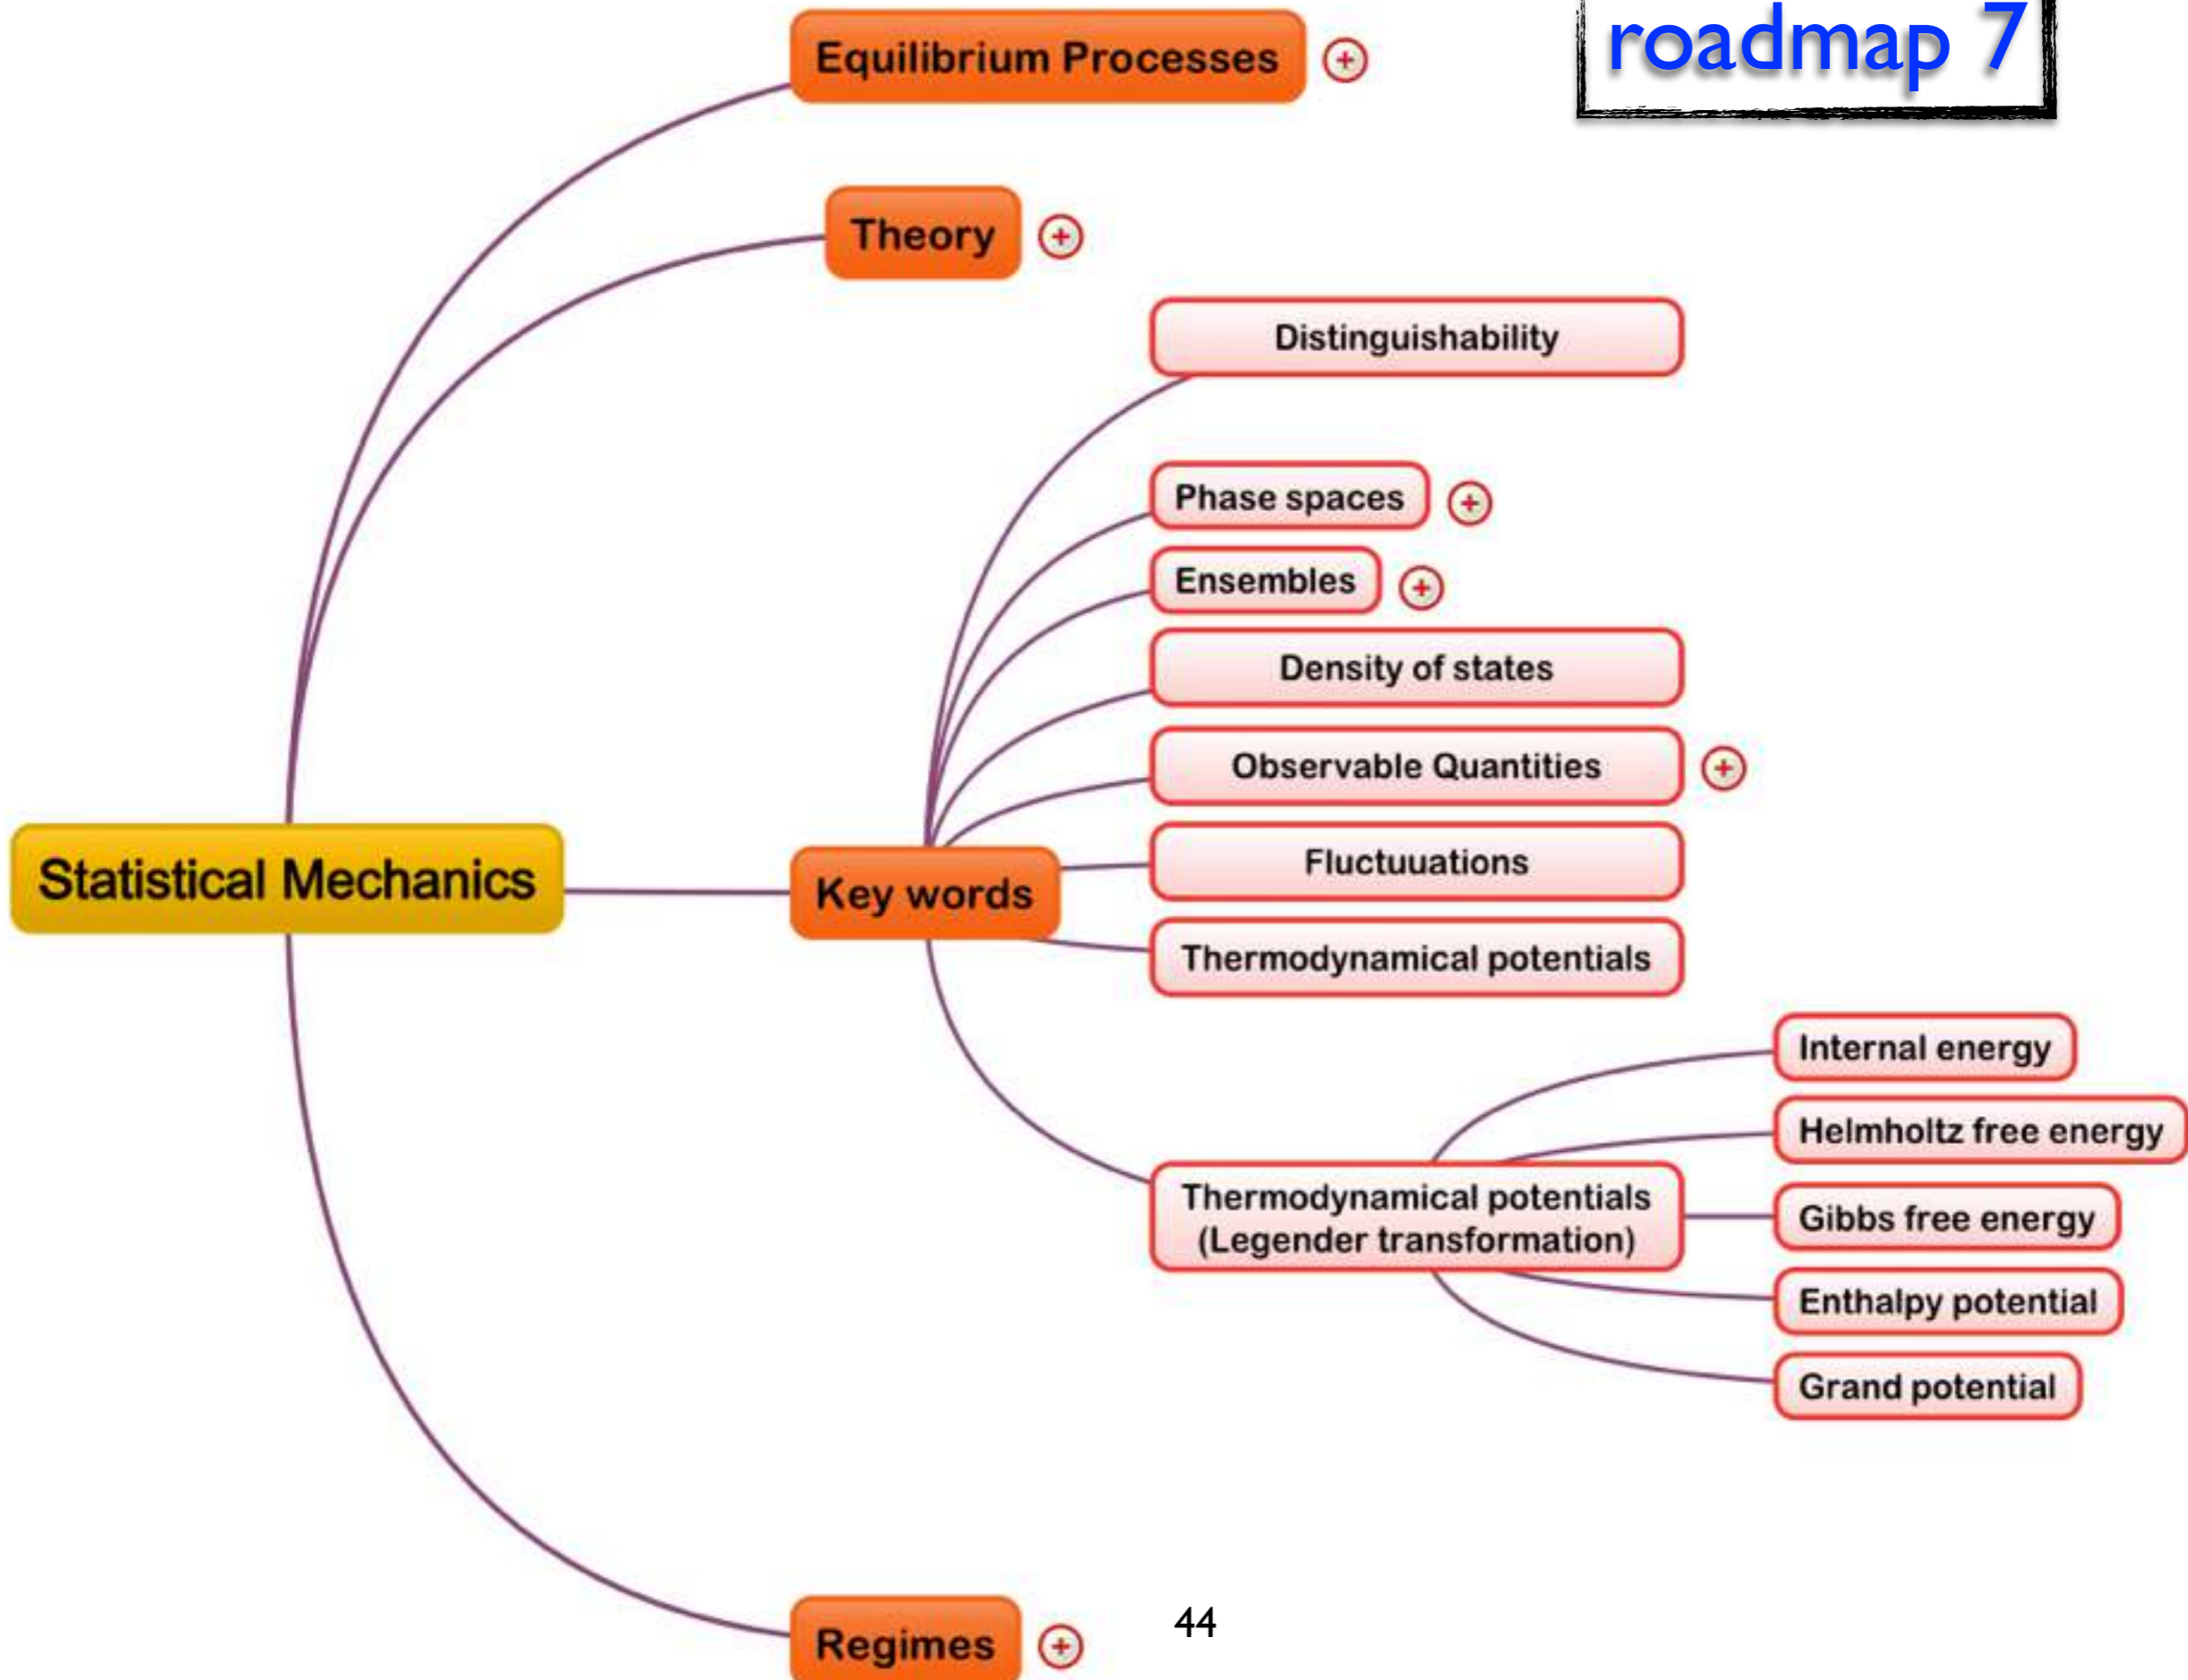 roadmap 7
Equilibrium Processes
Theory
Distinguishability
Phase spaces
Ensembles
Density of states
Observable Quantities
Fluctuuations
Statistical Mechanics
Key words
Thermodynamical potentials
Internal energy
Helmholtz free energy
Thermodynamical potentials
(Legender transformation)
Gibbs free energy
Enthalpy potential
Grand potential
Regimes
44